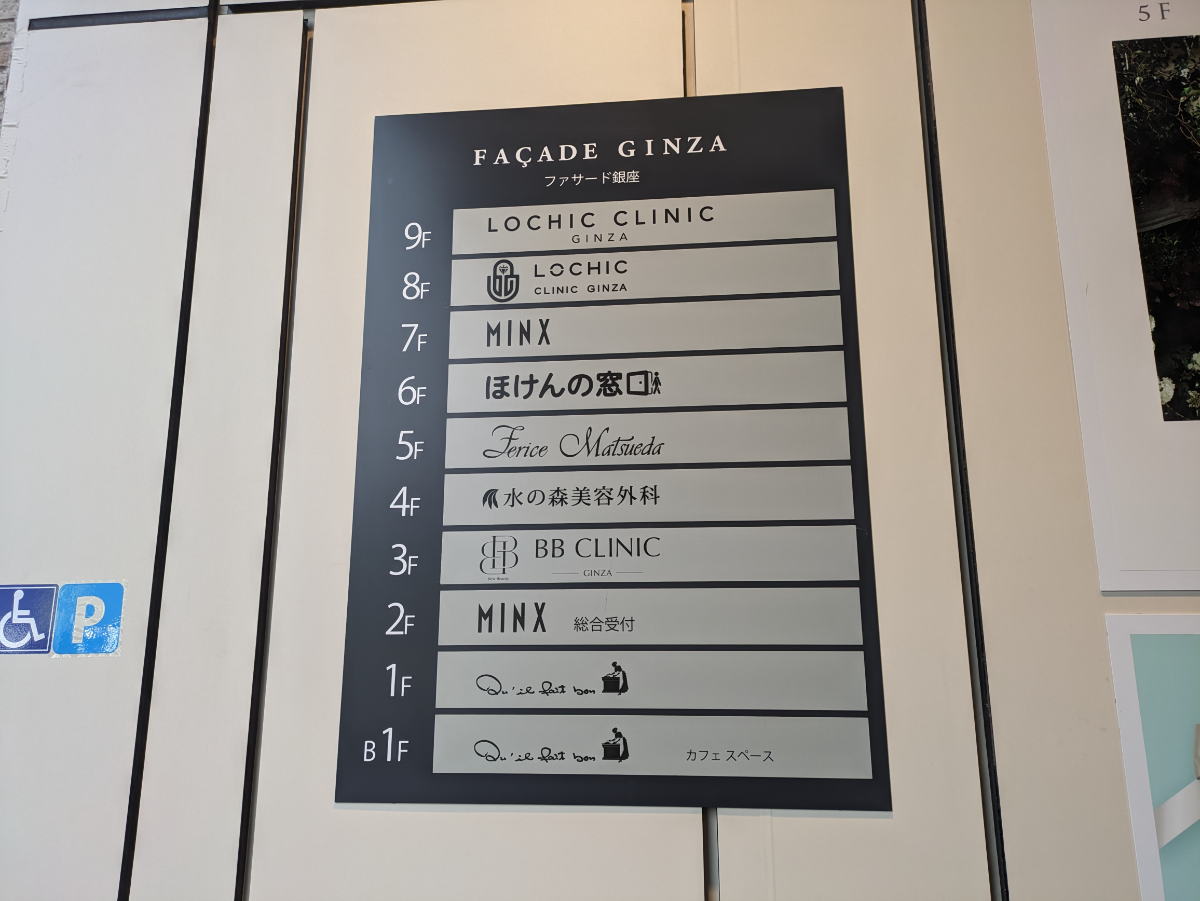 5 F
FAÇADE GINZA
ファサード銀座
9F LOCHIC CLINIC
GINZA
8F LOCHIC
CLINIC GINZA
7F MINX
6F ほけんの窓口
5F Ferice Matsueda
4F 水の森美容外科
3F BB CLINIC
GINZA
2F MINX 総合受付
1F Qu'il fait bon
B1F Qu'il fait bon カフェ スペース
P